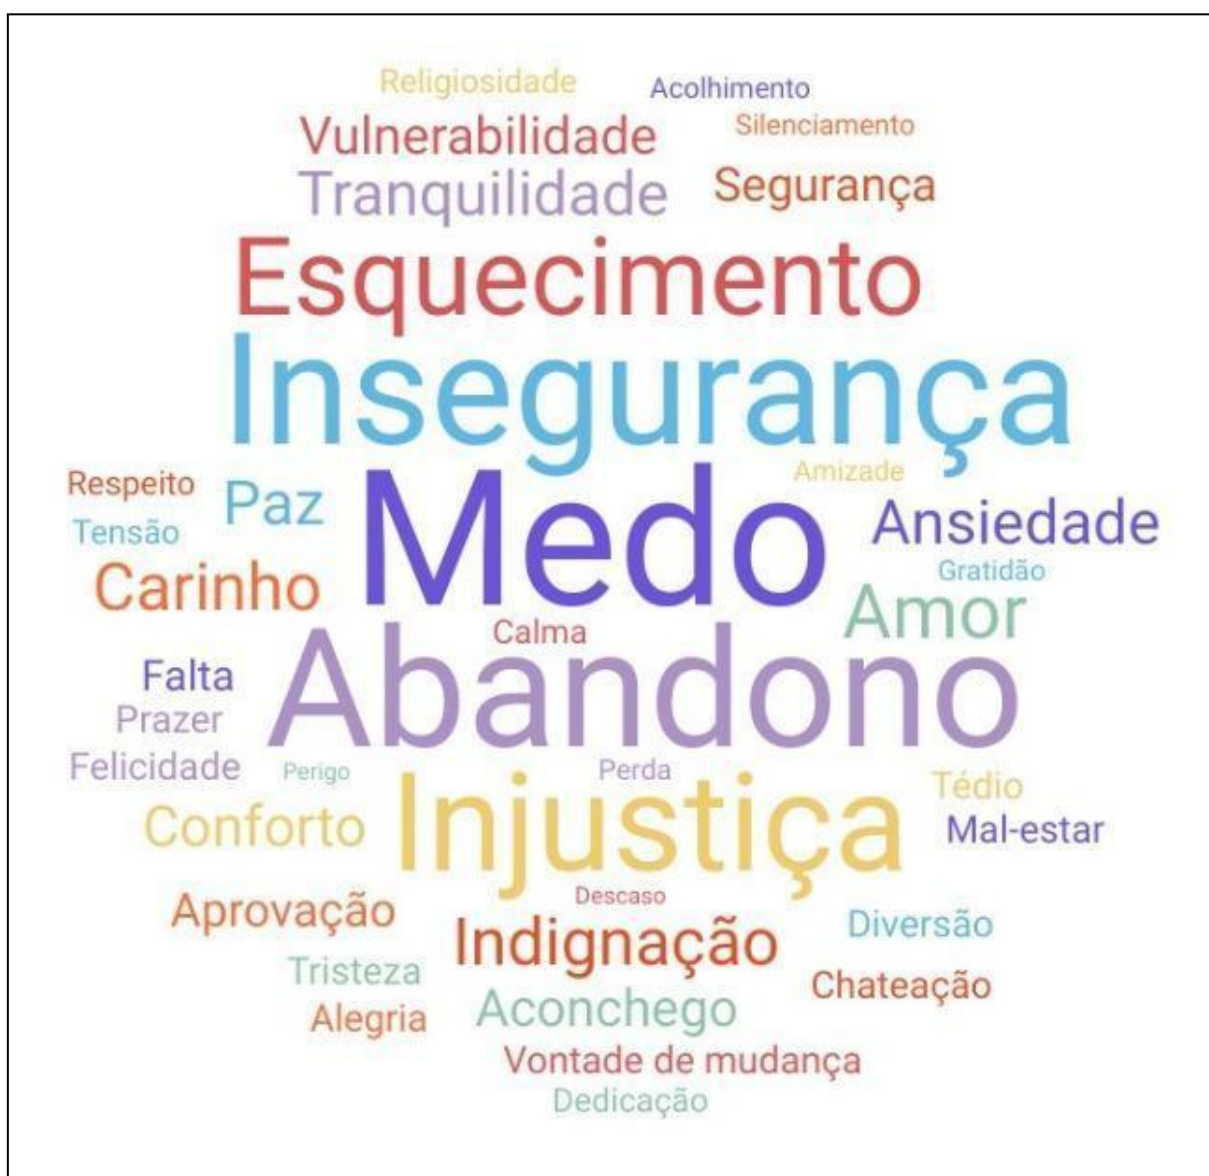 Religiosidade
Acolhimento
Silenciamento
Vulnerabilidade
Tranquilidade
Segurança
Esquecimento
Insegurança
Respeito
Paz
Medo
Amizade
Ansiedade
Tensão
Carinho
Gratidão
Amor
Calma
Falta
Abandono
Prazer
Felicidade
Perigo
Perda
Tédio
Conforto
Injustiça
Mal-estar
Descaso
Aprovação
Indignação
Diversão
Tristeza
Chateação
Alegria
Aconchego
Vontade de mudança
Dedicação